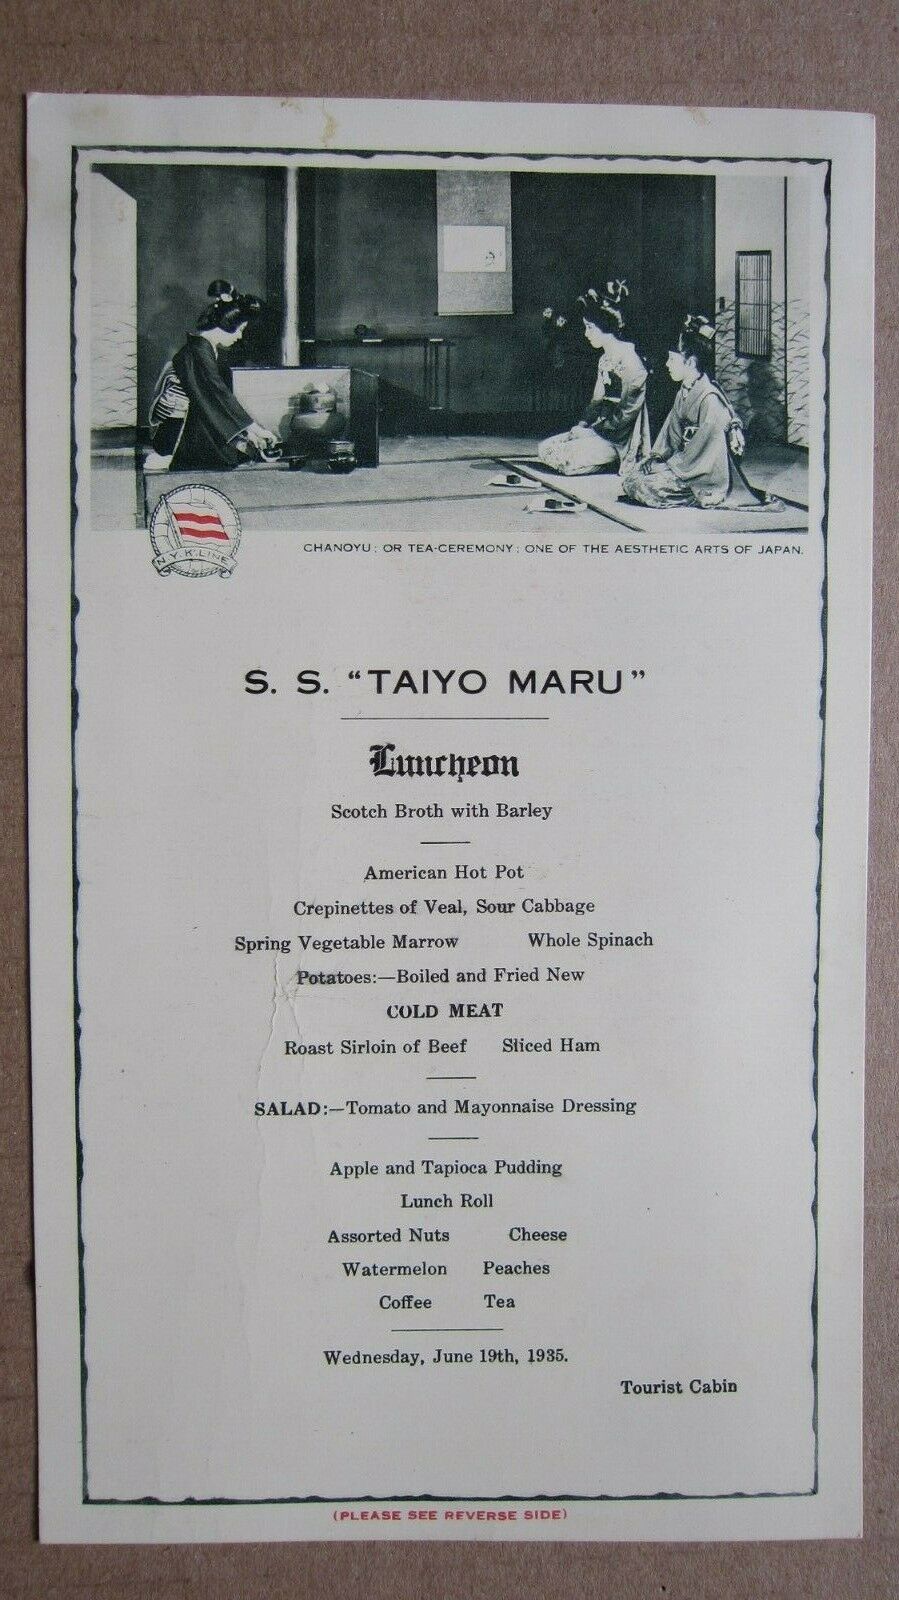 N.Y.K. LINE
CHANOYU: OR TEA-CEREMONY: ONE OF THE AESTHETIC ARTS OF JAPAN.
S. S. “TAIYO MARU”
Luncheon
Scotch Broth with Barley
American Hot Pot
Crepinettes of Veal, Sour Cabbage
Spring Vegetable Marrow Whole Spinach
Potatoes:—Boiled and Fried New
COLD MEAT
Roast Sirloin of Beef Sliced Ham
SALAD:—Tomato and Mayonnaise Dressing
Apple and Tapioca Pudding
Lunch Roll
Assorted Nuts Cheese
Watermelon Peaches
Coffee Tea
Wednesday, June 19th, 1935.
Tourist Cabin
(PLEASE SEE REVERSE SIDE)